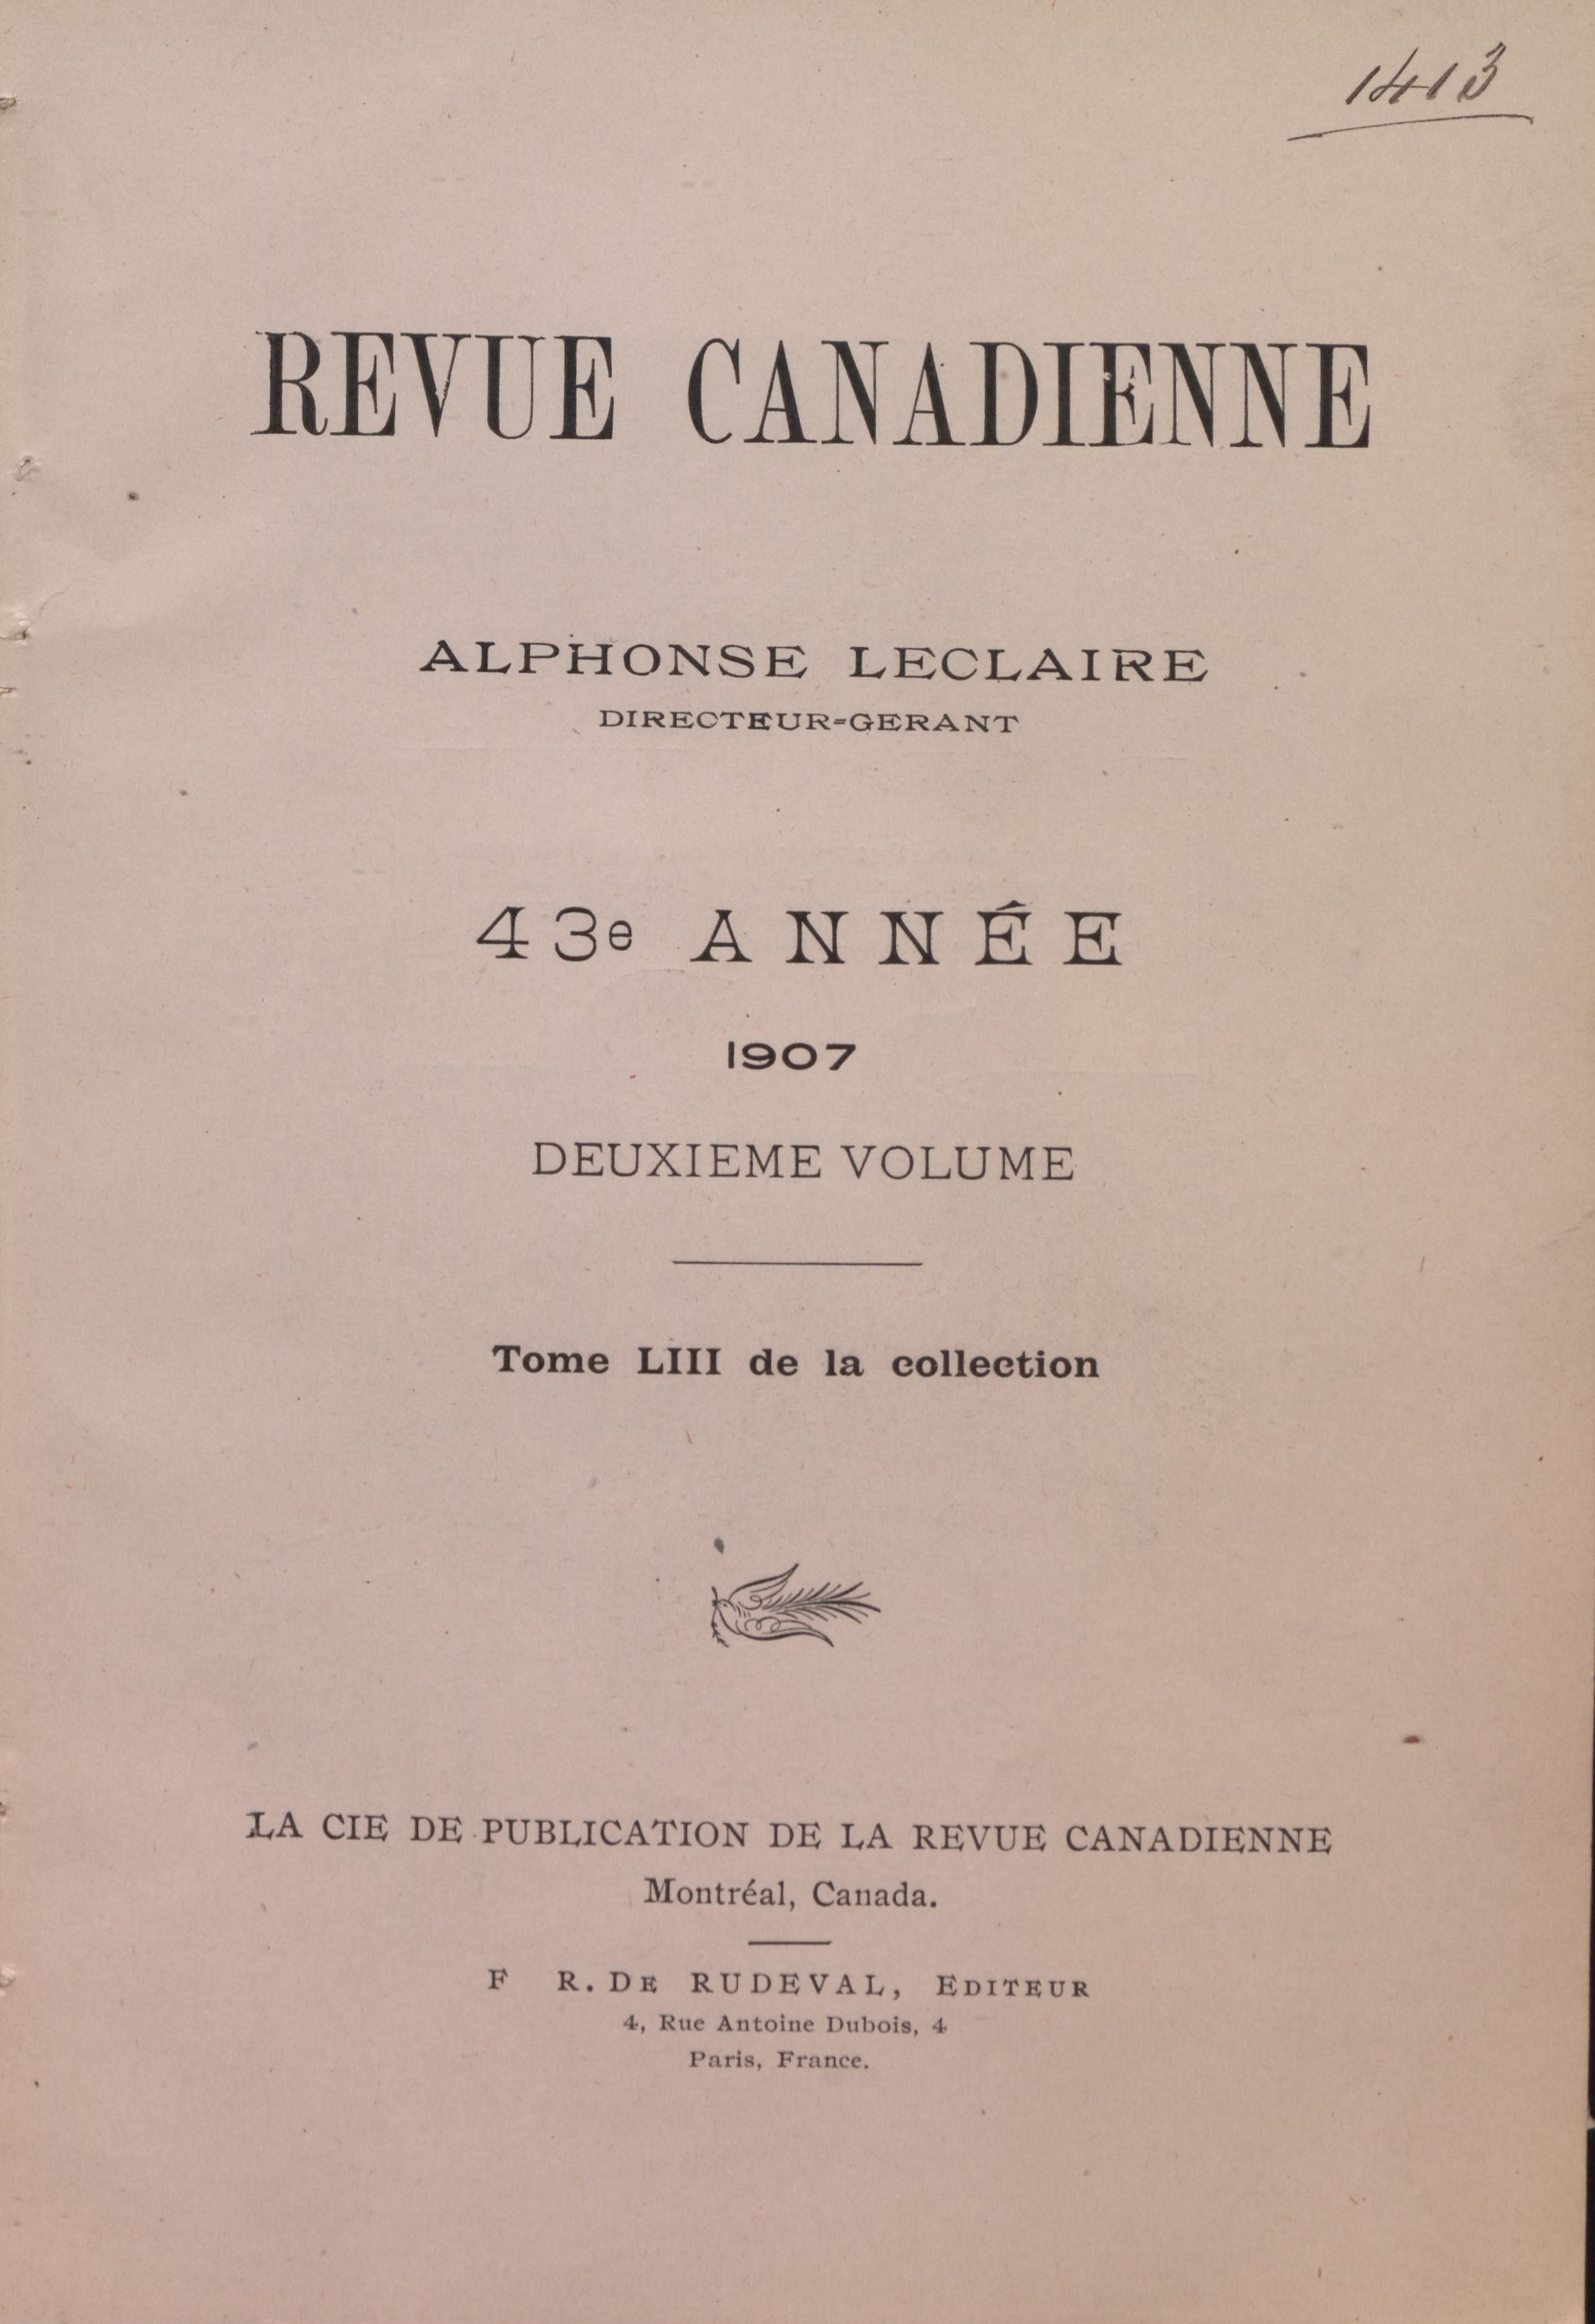 1413
REVUE CANADIENNE
ALPHONSE LECLAIRE
DIRECTEUR-GERANT
43e ANNÉE
1907
DEUXIEME VOLUME
Tome LIII de la collection
LA CIE DE PUBLICATION DE LA REVUE CANADIENNE
Montréal, Canada.
F R. DE RUDEVAL, EDITEUR
4, Rue Antoine Dubois, 4
Paris, France.